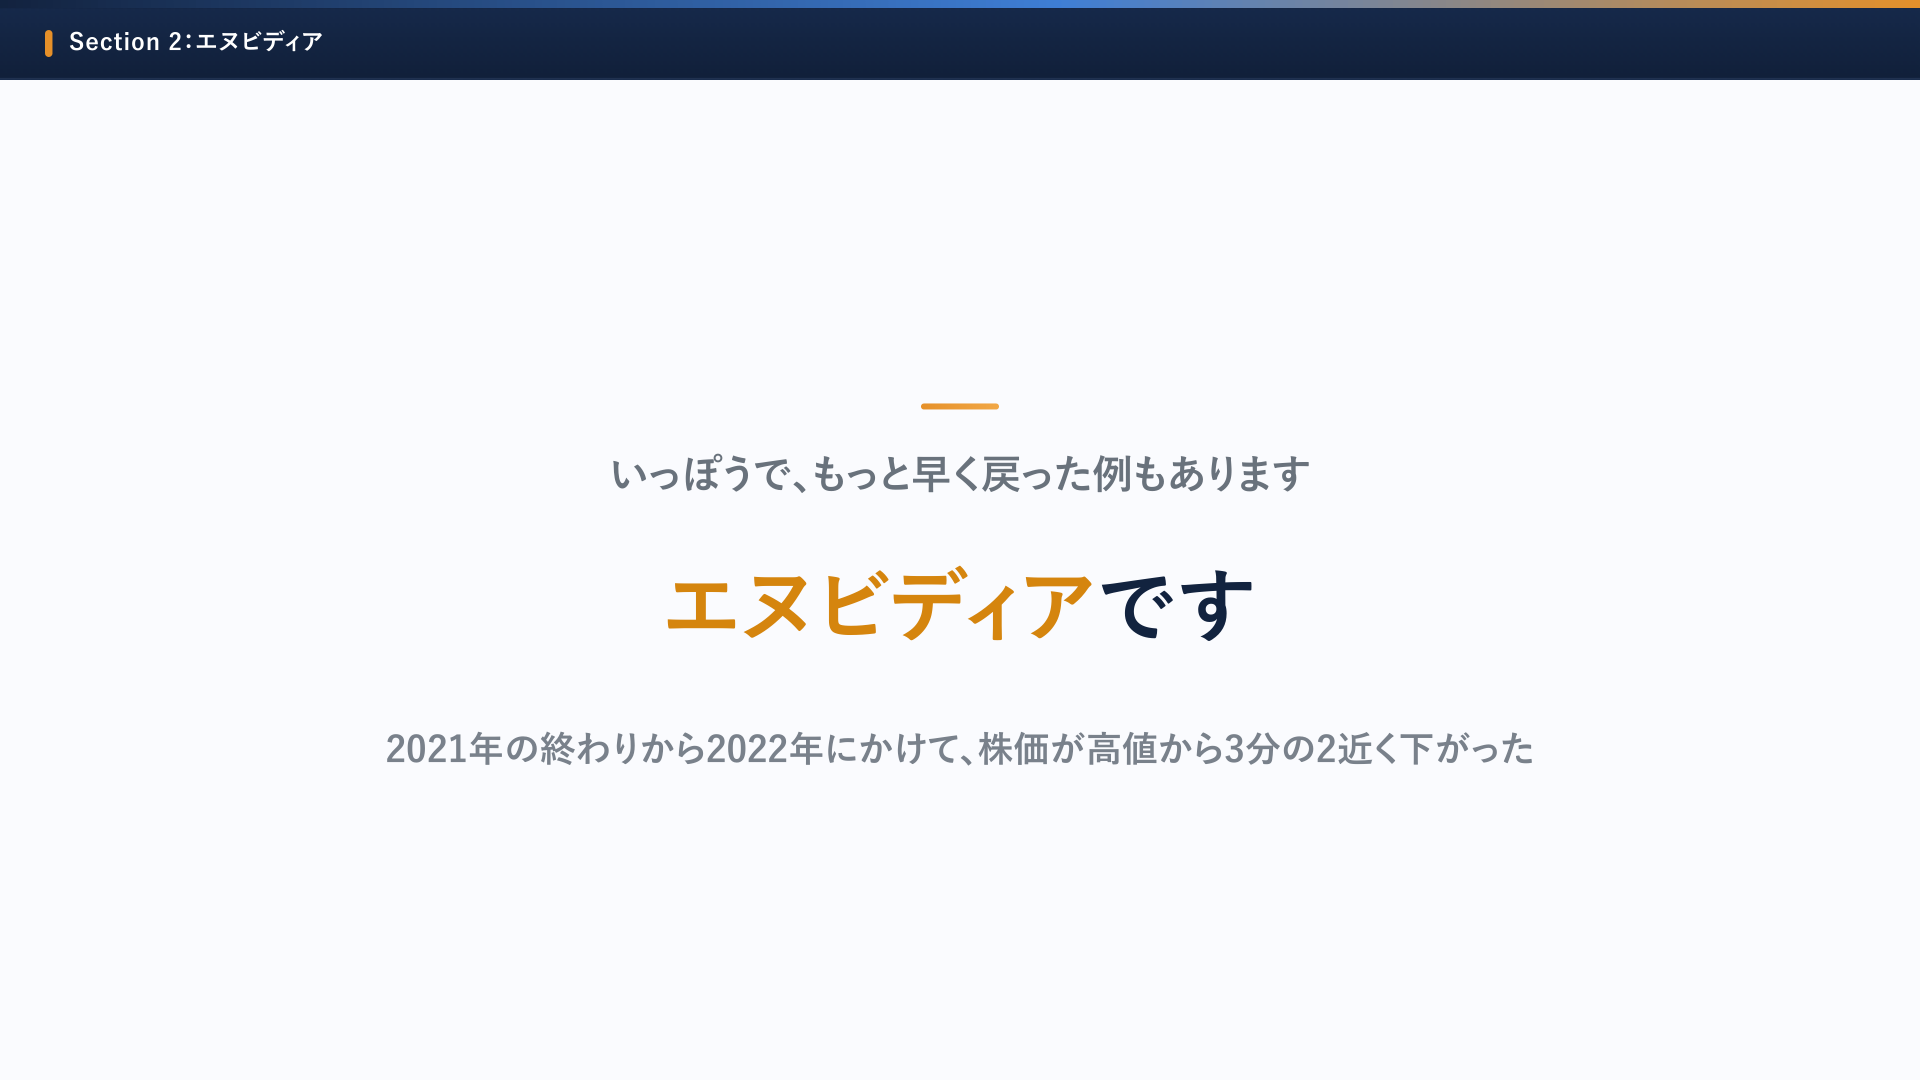 Section 2：エヌビディア
いっぽうで、もっと早く戻った例もあります
エヌビディアです
2021年の終わりから2022年にかけて、株価が高値から3分の2近く下がった